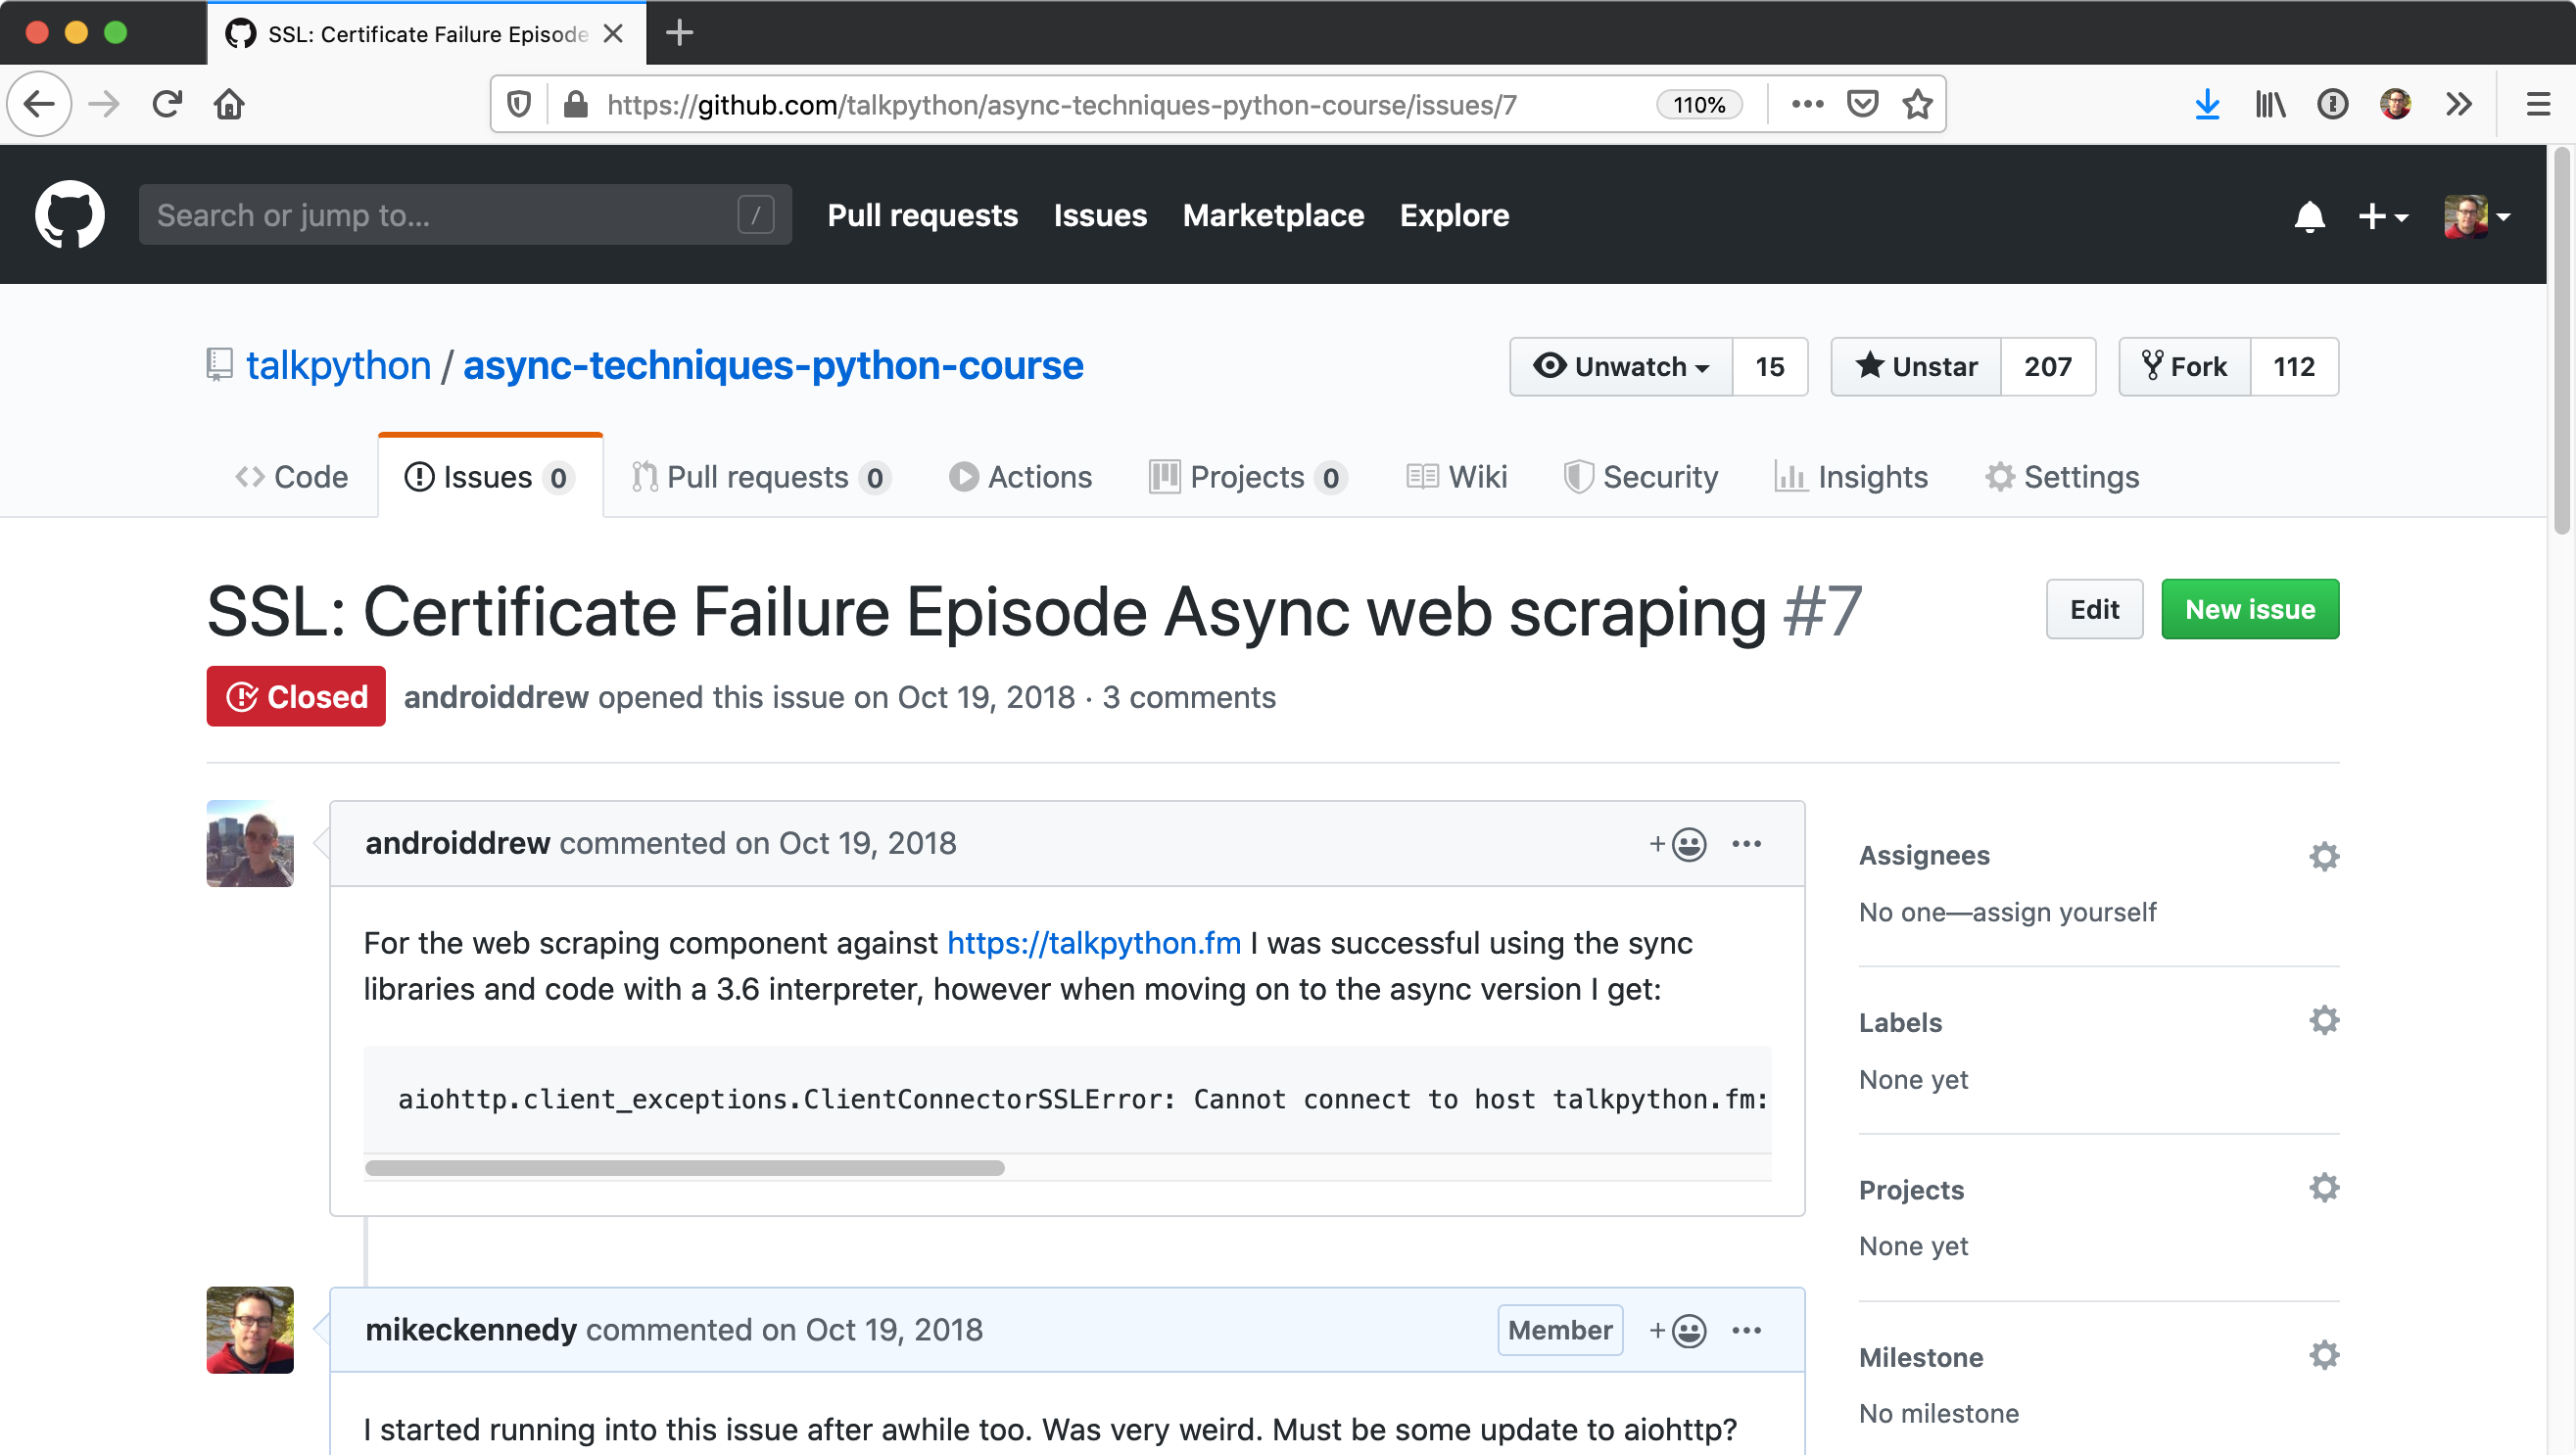 SSL: Certificate Failure Episode
https://github.com/talkpython/async-techniques-python-course/issues/7
110%
Search or jump to...
/
Pull requests
Issues
Marketplace
Explore
talkpython / async-techniques-python-course
Unwatch 15
Unstar 207
Fork 112
Code
Issues 0
Pull requests 0
Actions
Projects 0
Wiki
Security
Insights
Settings
SSL: Certificate Failure Episode Async web scraping #7
Edit
New issue
Closed
androiddrew opened this issue on Oct 19, 2018 · 3 comments
androiddrew commented on Oct 19, 2018
For the web scraping component against https://talkpython.fm I was successful using the sync
libraries and code with a 3.6 interpreter, however when moving on to the async version I get:
aiohttp.client_exceptions.ClientConnectorSSLError: Cannot connect to host talkpython.fm:
mikeckennedy commented on Oct 19, 2018
Member
I started running into this issue after awhile too. Was very weird. Must be some update to aiohttp?
Assignees
No one—assign yourself
Labels
None yet
Projects
None yet
Milestone
No milestone